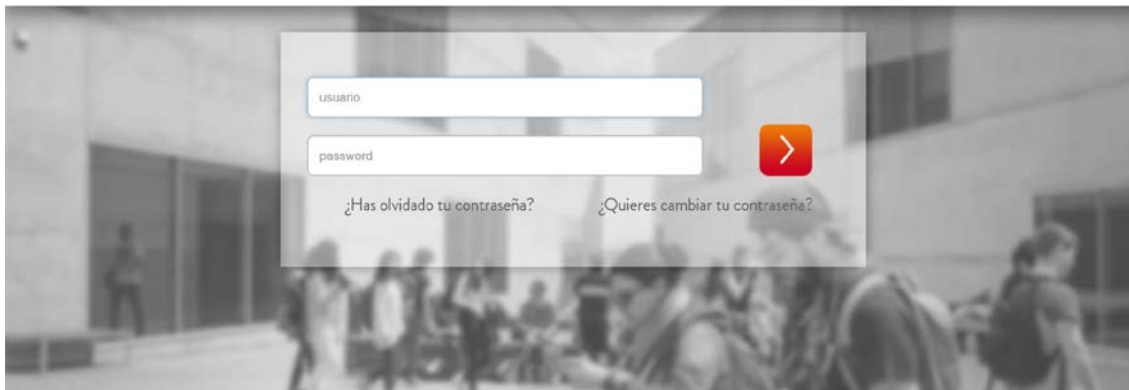 usuario
password
¿Has olvidado tu contraseña? ¿Quieres cambiar tu contraseña?